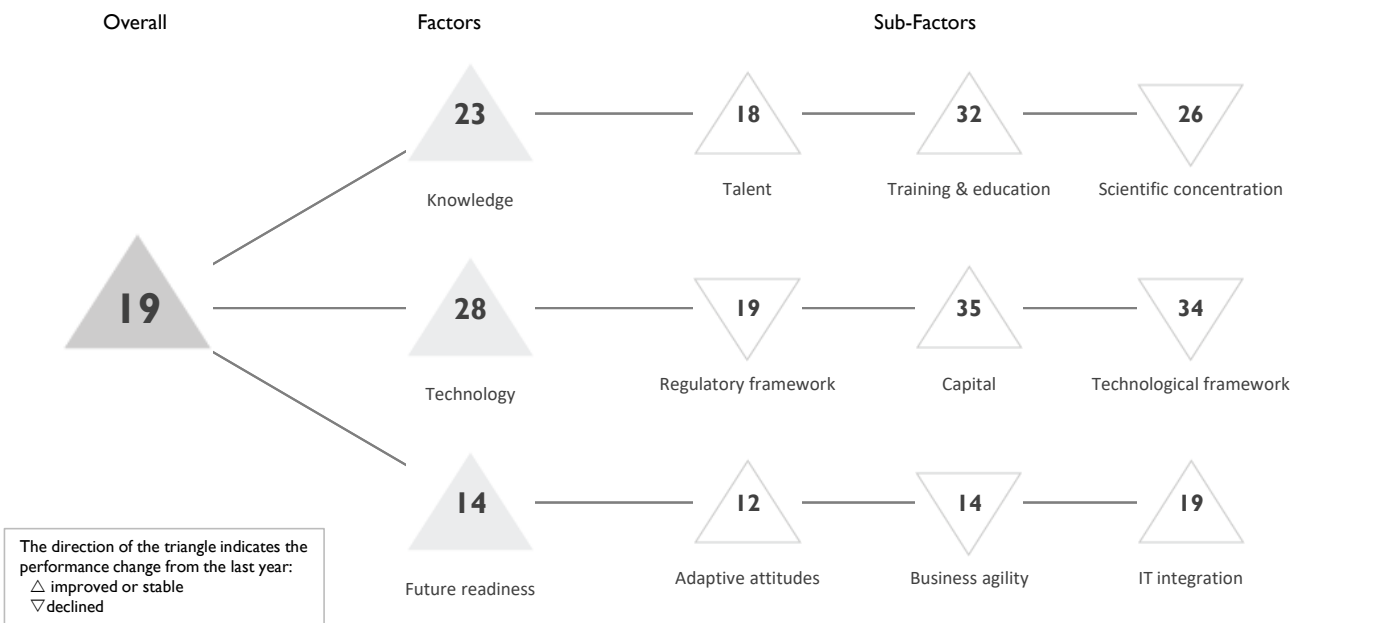 Overall Factors Sub-Factors
23 18 32 26
Knowledge Talent Training & education Scientific concentration
19 28 19 35 34
Technology Regulatory framework Capital Technological framework
14 12 14 19
Future readiness Adaptive attitudes Business agility IT integration
The direction of the triangle indicates the
performance change from the last year:
△ improved or stable
▽ declined